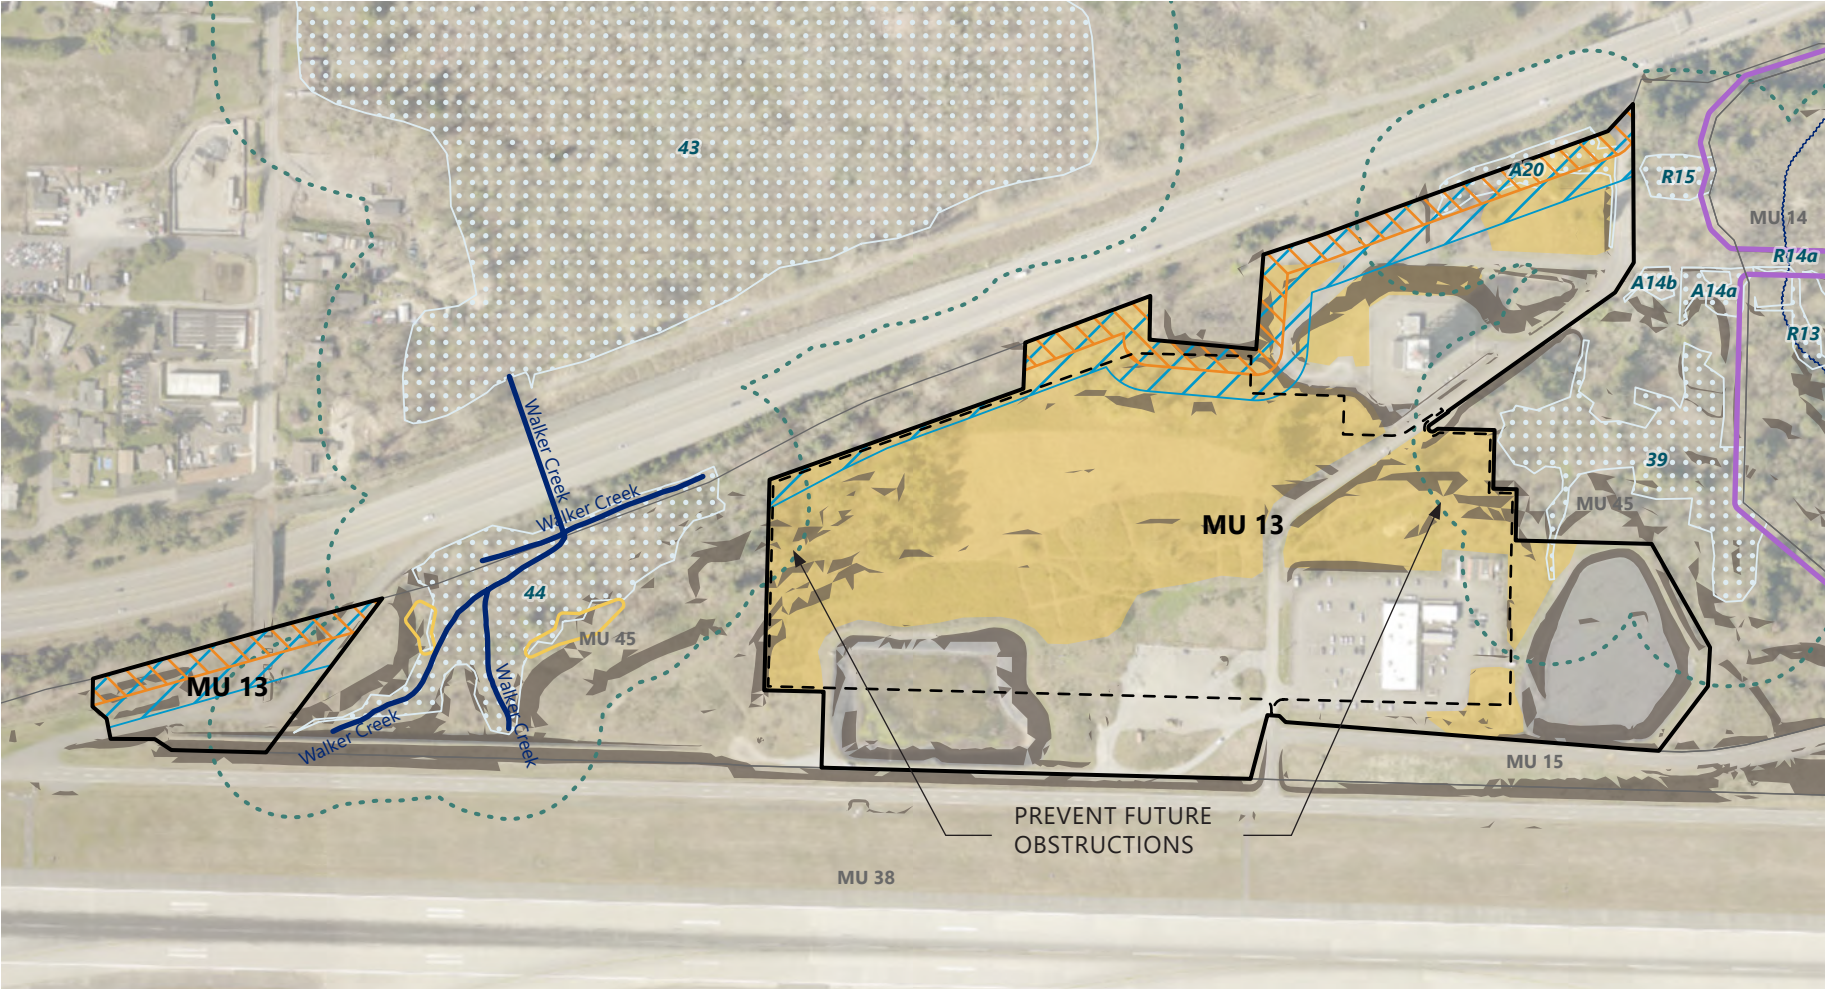 43
A20
R15
MU 14
R14a
A14b
A14a
R13
Walker Creek
Walker Creek
39
MU 45
MU 13
44
MU 45
MU 13
Walker Creek
Walker Creek
MU 15
PREVENT FUTURE
OBSTRUCTIONS
MU 38